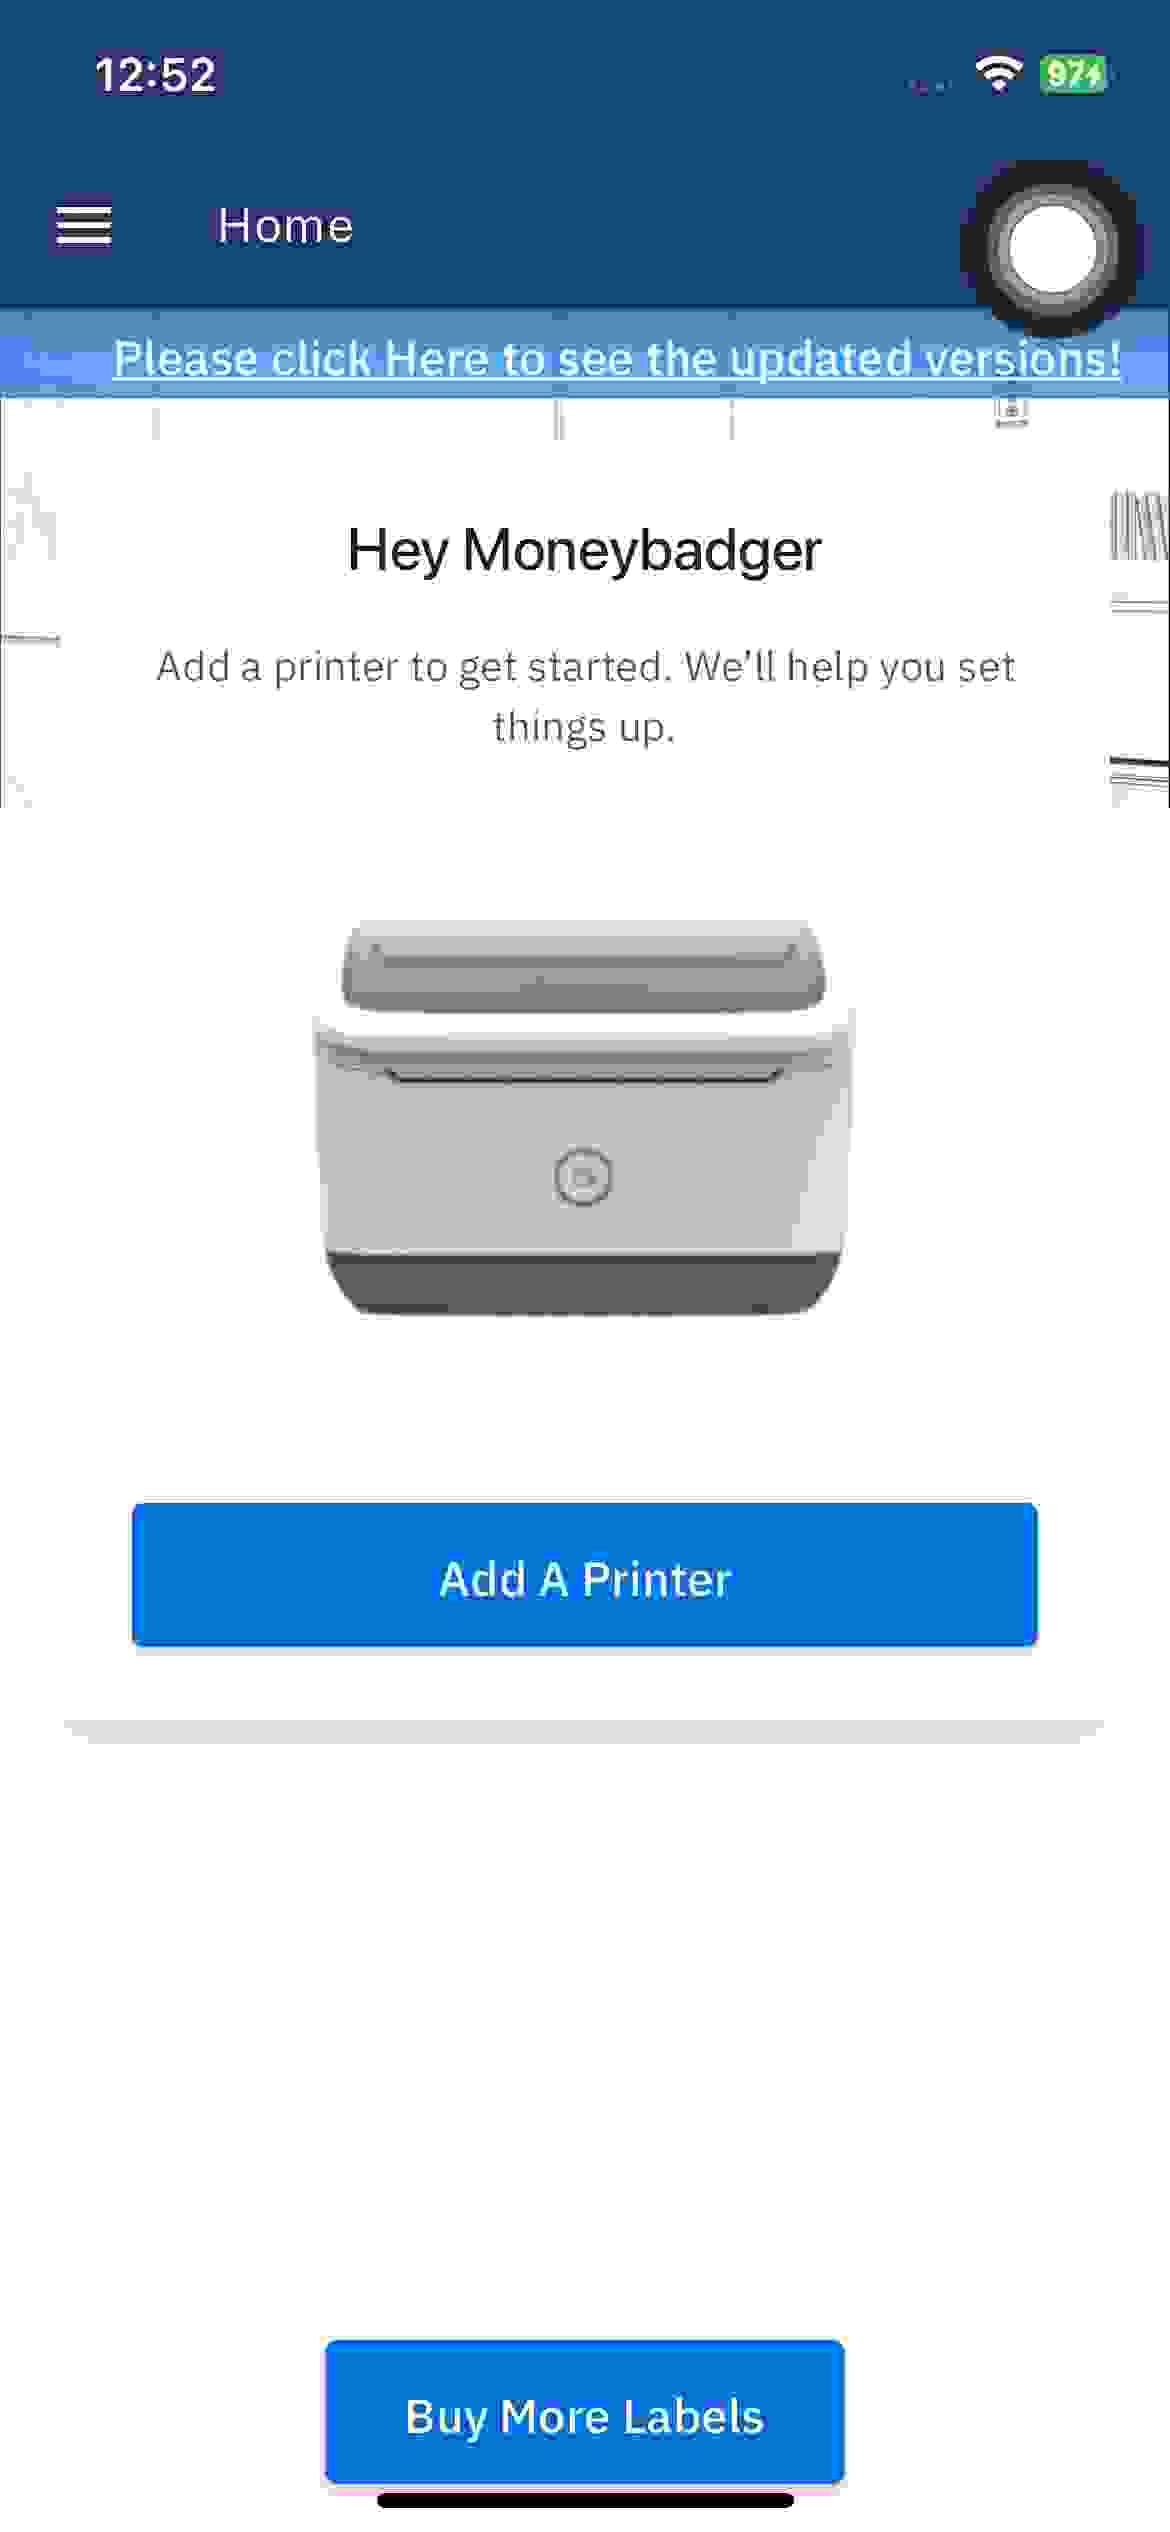 12:52
97
Home
Please click Here to see the updated versions!
Hey Moneybadger
Add a printer to get started. We'll help you set
things up.
Add A Printer
Buy More Labels